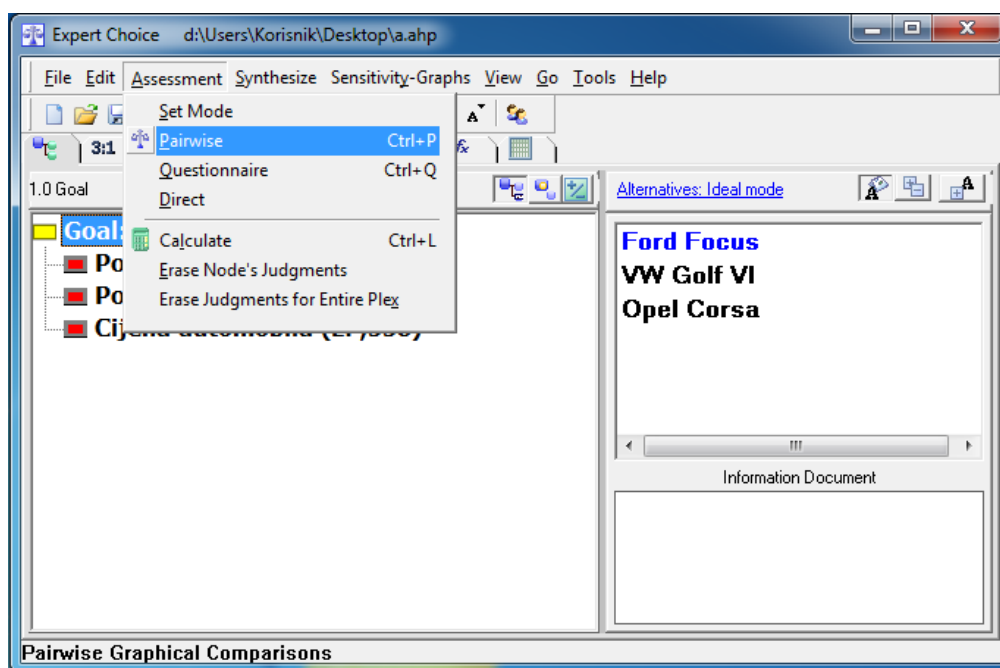 Expert Choice d:\Users\Korisnik\Desktop\a.ahp
File Edit Assessment Synthesize Sensitivity-Graphs View Go Tools Help
Set Mode
Pairwise Ctrl+P
Questionnaire Ctrl+Q
Direct
Calculate Ctrl+L
Erase Node's Judgments
Erase Judgments for Entire Plex
3:1
1.0 Goal
Goal:
Po
Po
Alternatives: Ideal mode
Ford Focus
VW Golf VI
Opel Corsa
Information Document
Pairwise Graphical Comparisons